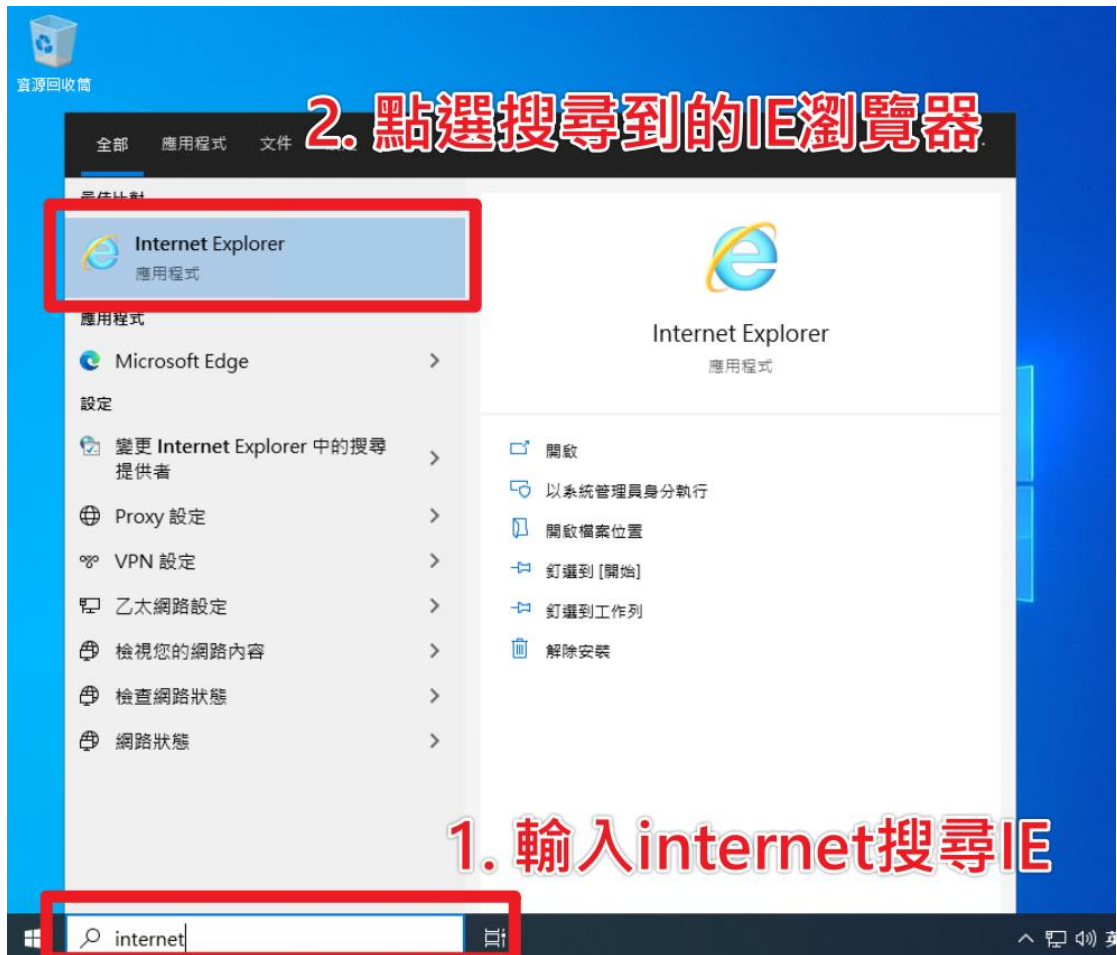 資源回收筒
2. 點選搜尋到的IE瀏覽器
全部 應用程式 文件
最佳比對
Internet Explorer
應用程式
應用程式
Microsoft Edge
設定
變更 Internet Explorer 中的搜尋
提供者
Proxy 設定
VPN 設定
乙太網路設定
檢視您的網路內容
檢查網路狀態
網路狀態
Internet Explorer
應用程式
開啟
以系統管理員身分執行
開啟檔案位置
釘選到 [開始]
釘選到工作列
解除安裝
1. 輸入internet搜尋IE
internet
英